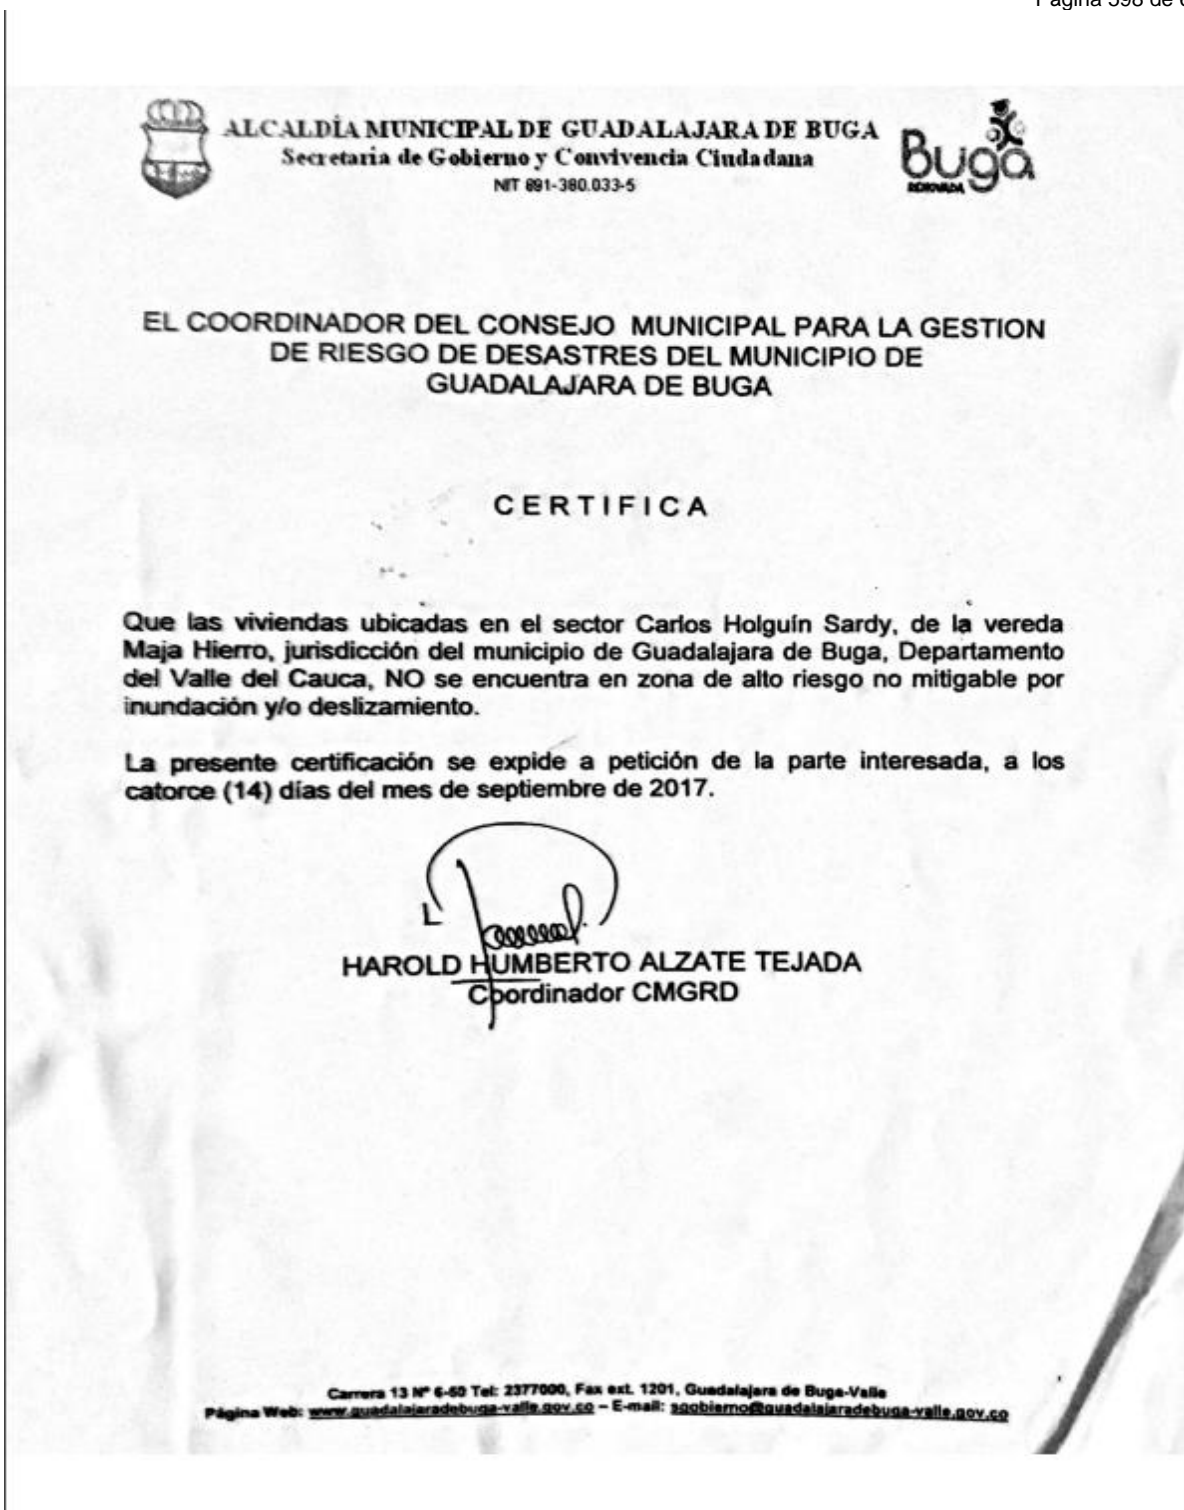 Página 598 de
ALCALDÍA MUNICIPAL DE GUADALAJARA DE BUGA
Secretaria de Gobierno y Convivencia Ciudadana
NIT 891-380.033-5
Buga
RENOVADA
EL COORDINADOR DEL CONSEJO MUNICIPAL PARA LA GESTION
DE RIESGO DE DESASTRES DEL MUNICIPIO DE
GUADALAJARA DE BUGA
CERTIFICA
Que las viviendas ubicadas en el sector Carlos Holguín Sardy, de la vereda
Maja Hierro, jurisdicción del municipio de Guadalajara de Buga, Departamento
del Valle del Cauca, NO se encuentra en zona de alto riesgo no mitigable por
inundación y/o deslizamiento.
La presente certificación se expide a petición de la parte interesada, a los
catorce (14) días del mes de septiembre de 2017.
HAROLD HUMBERTO ALZATE TEJADA
Coordinador CMGRD
Carrera 13 Nº 6-50 Tel: 2377000, Fax ext. 1201, Guadalajara de Buga-Valle
Página Web: www.guadalajaradebuga-valle.gov.co – E-mail: sgobierno@guadalajaradebuga-valle.gov.co